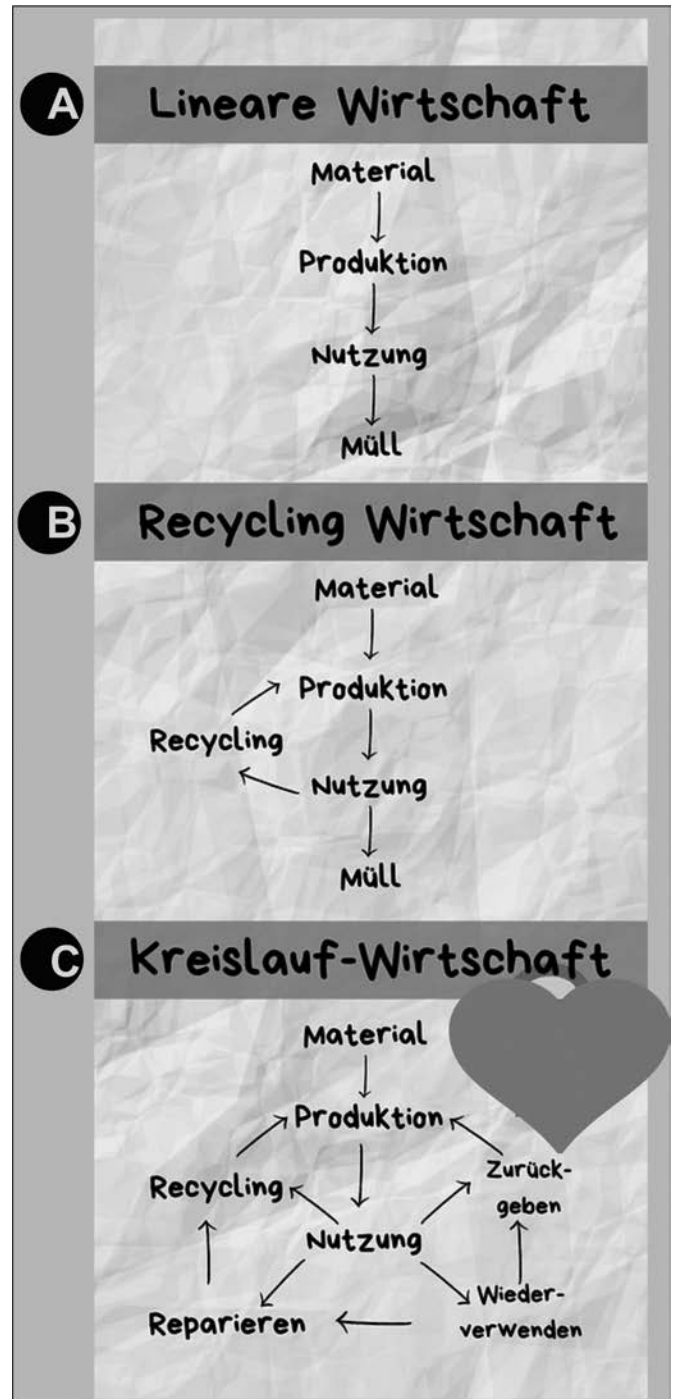 A
Lineare Wirtschaft
Material
Produktion
Nutzung
Müll
B
Recycling Wirtschaft
Material
Produktion
Recycling
Nutzung
Müll
C
Kreislauf-Wirtschaft
Material
Produktion
Recycling
Zurück-
geben
Nutzung
Reparieren
Wieder-
verwenden